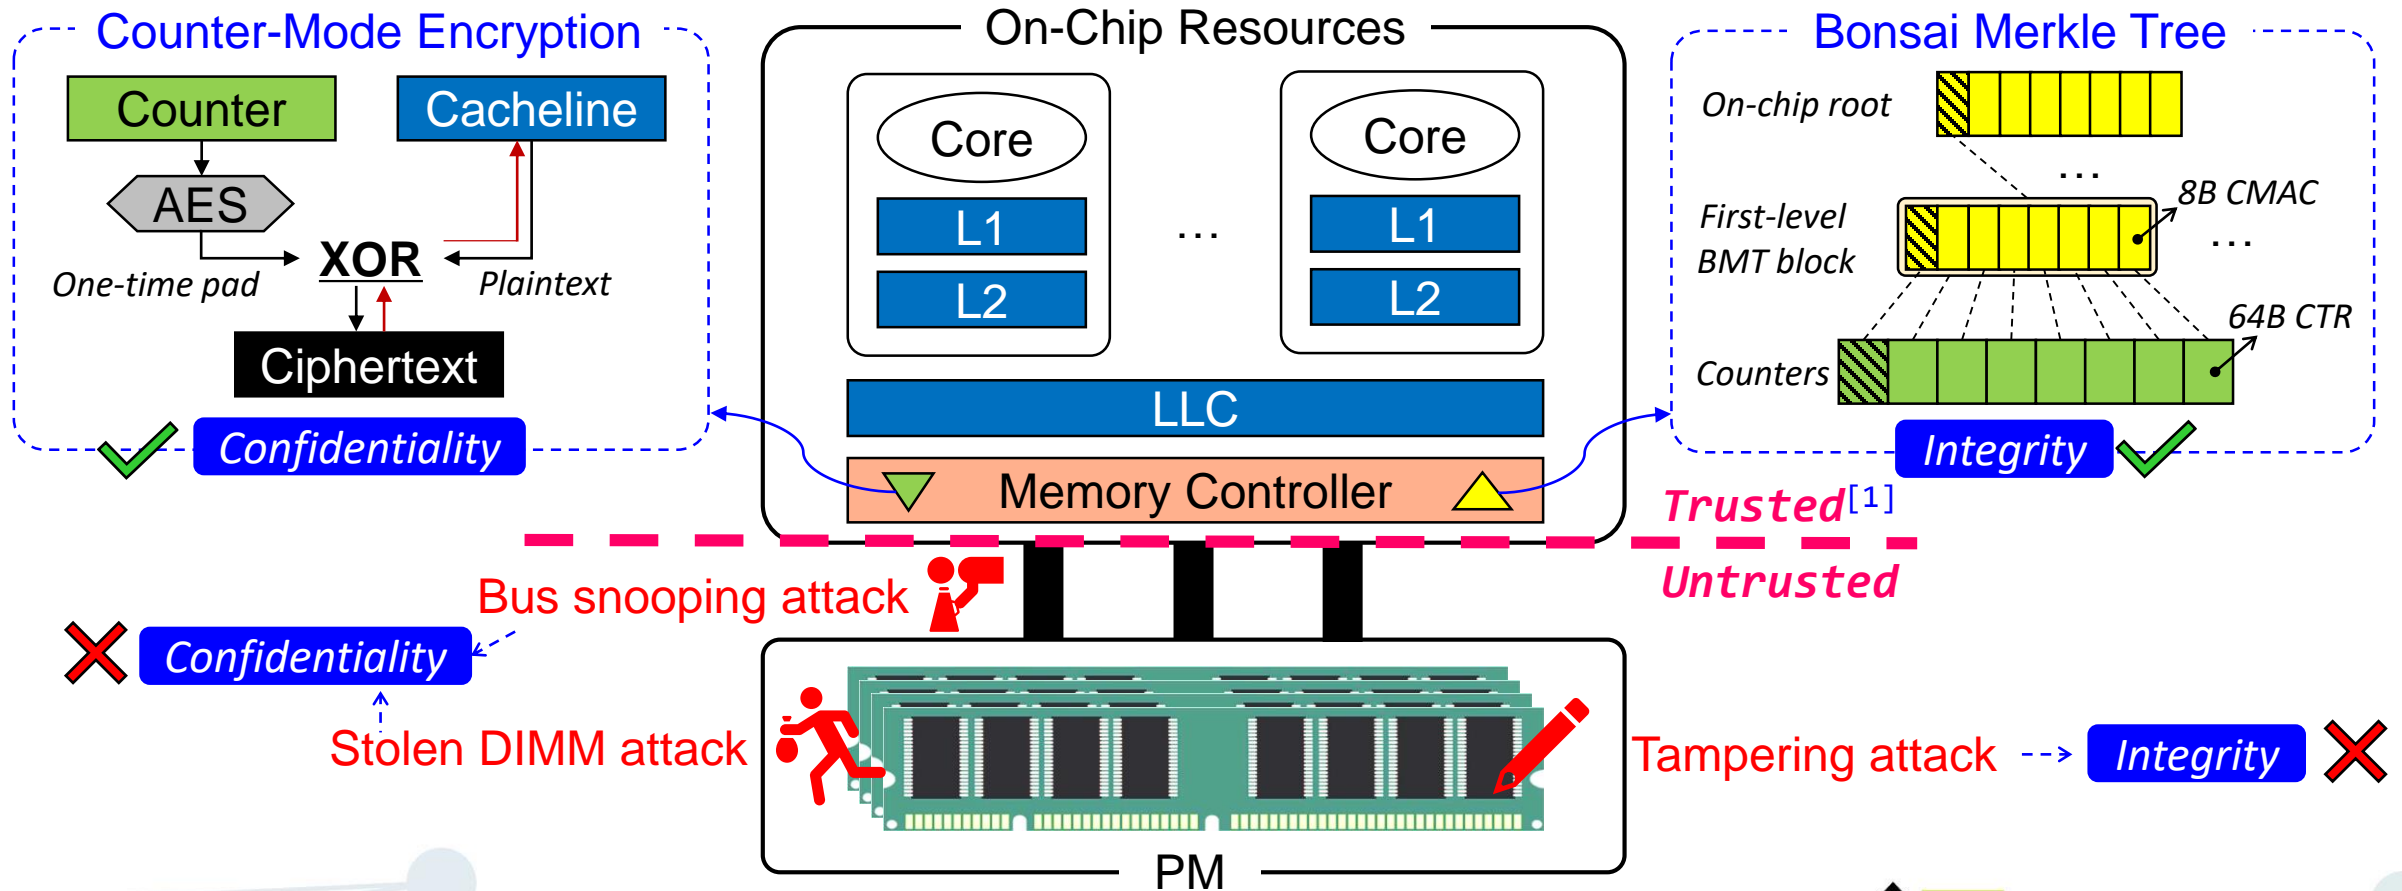 Counter-Mode Encryption
Counter
Cacheline
AES
XOR
One-time pad
Plaintext
Ciphertext
Confidentiality
On-Chip Resources
Core
L1
L2
...
Core
L1
L2
LLC
Memory Controller
Bonsai Merkle Tree
On-chip root
...
8B CMAC
First-level
BMT block
...
64B CTR
Counters
Integrity
Trusted[1]
Untrusted
Bus snooping attack
Confidentiality
Stolen DIMM attack
Tampering attack
Integrity
PM